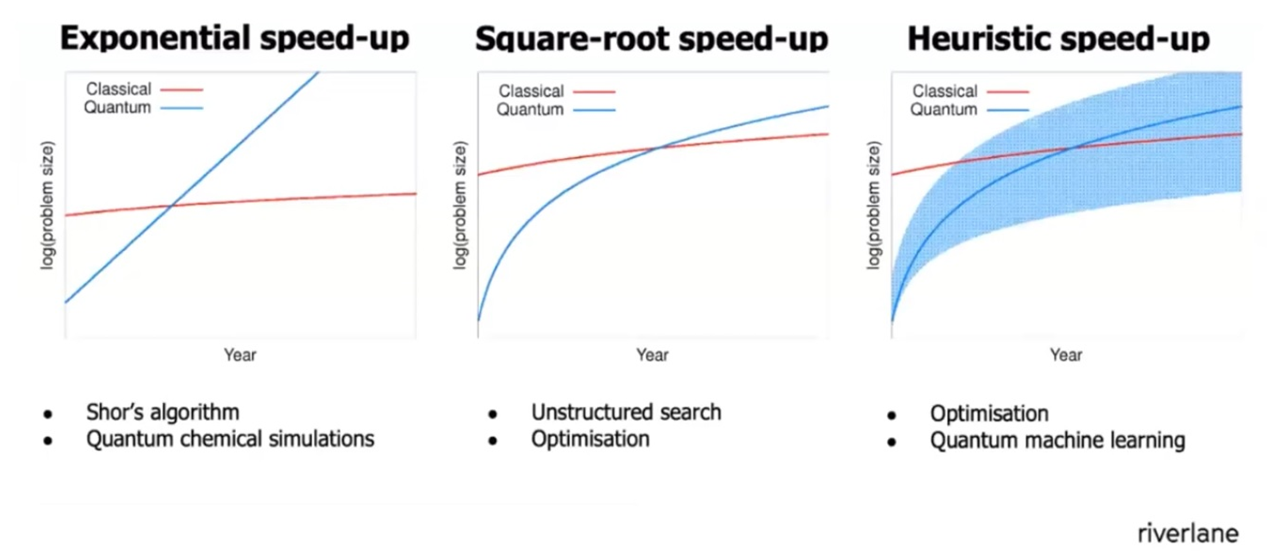 Exponential speed-up
Classical
Quantum
log(problem size)
Year
• Shor's algorithm
• Quantum chemical simulations
Square-root speed-up
Classical
Quantum
log(problem size)
Year
• Unstructured search
• Optimisation
Heuristic speed-up
Classical
Quantum
log(problem size)
Year
• Optimisation
• Quantum machine learning
riverlane